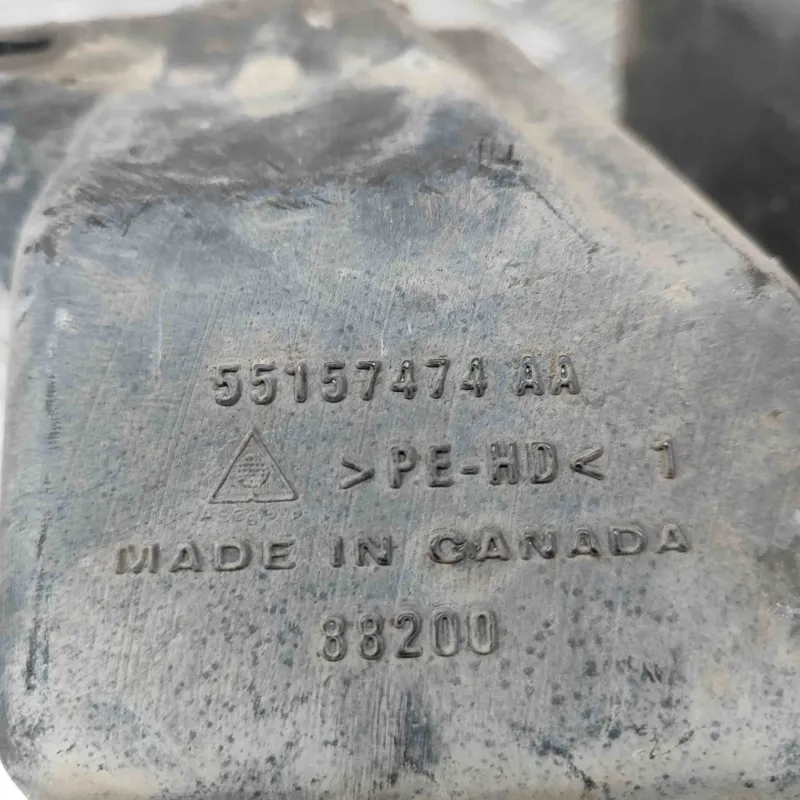 55157474 AA
>PE-HD< 1
MADE IN CANADA
88200